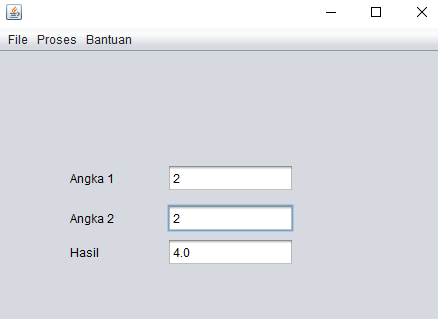 File Proses Bantuan
Angka 1 2
Angka 2 2
Hasil 4.0